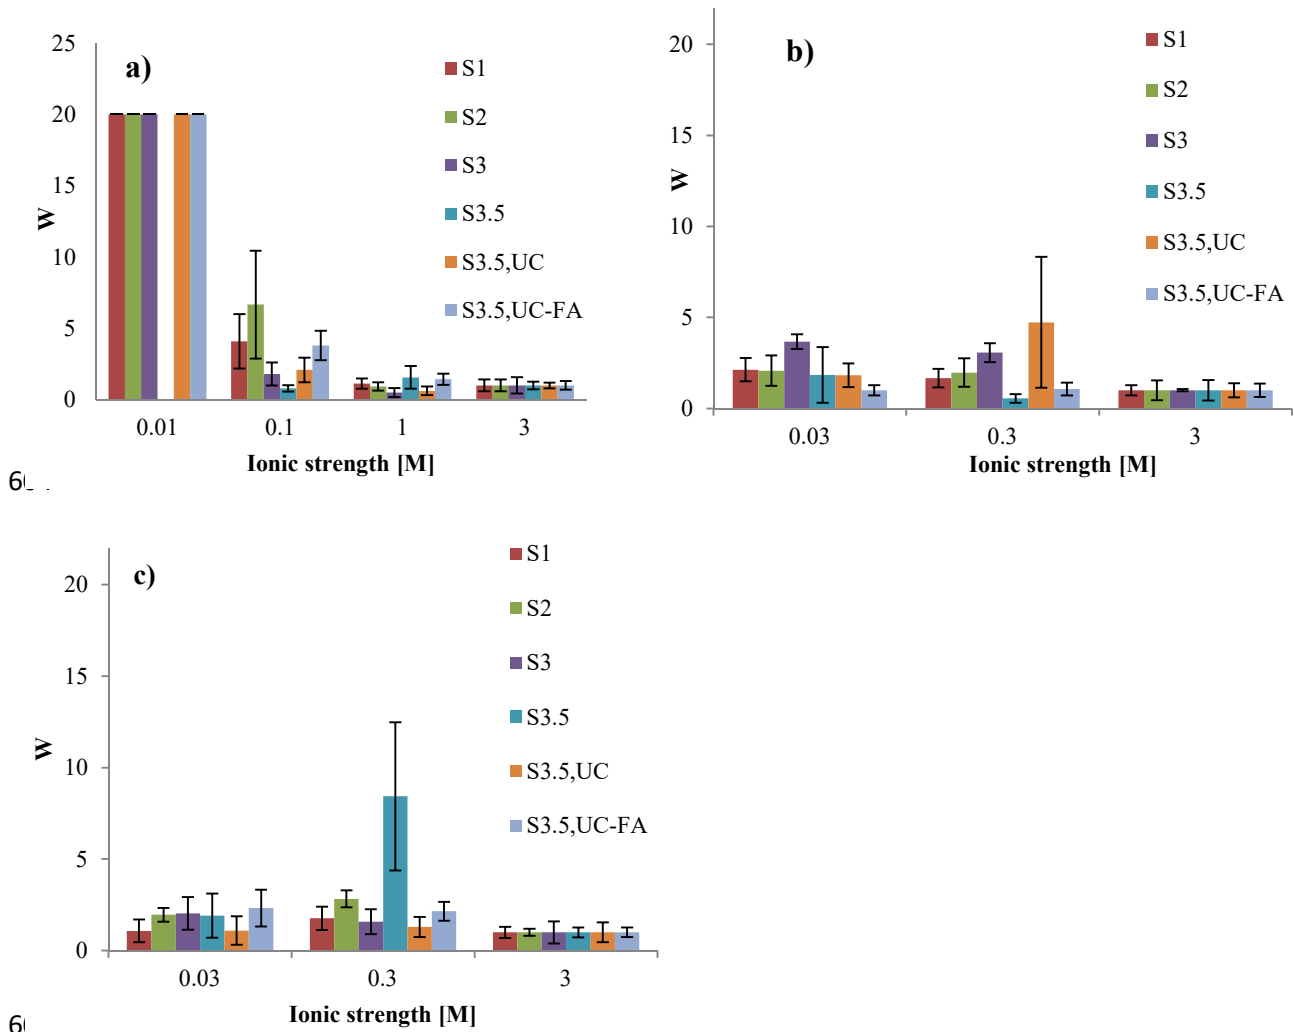 25
20
15
10
5
0
W
a)
S1
S2
S3
S3.5
S3.5,UC
S3.5,UC-FA
0.01 0.1 1 3
Ionic strength [M]
20
15
10
5
0
W
b)
S1
S2
S3
S3.5
S3.5,UC
S3.5,UC-FA
0.03 0.3 3
Ionic strength [M]
20
15
10
5
0
W
c)
S1
S2
S3
S3.5
S3.5,UC
S3.5,UC-FA
0.03 0.3 3
Ionic strength [M]